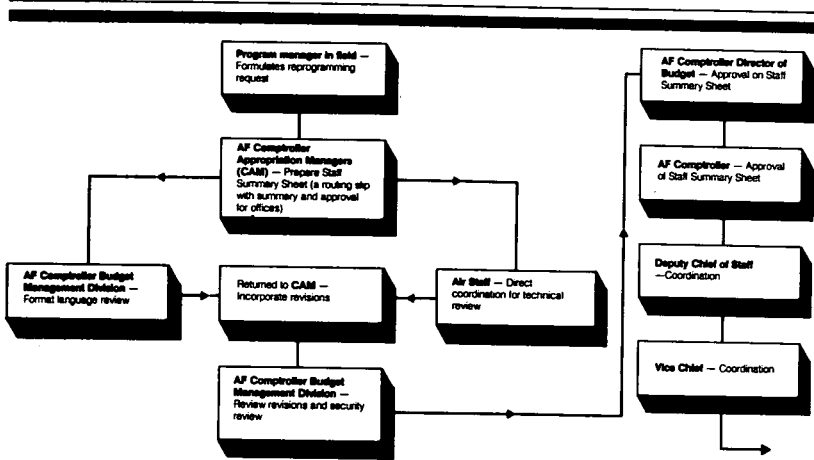 Program manager in field —
Formulates reprogramming
request
AF Comptroller
Appropriation Managers
(CAM) — Prepare Staff
Summary Sheet (a routing slip
with summary and approval
for offices)
AF Comptroller Budget
Management Division —
Format language review
Returned to CAM —
Incorporate revisions
Air Staff — Direct
coordination for technical
review
AF Comptroller Budget
Management Division —
Review revisions and security
review
AF Comptroller Director of
Budget — Approval on Staff
Summary Sheet
AF Comptroller — Approval
of Staff Summary Sheet
Deputy Chief of Staff
—Coordination
Vice Chief — Coordination